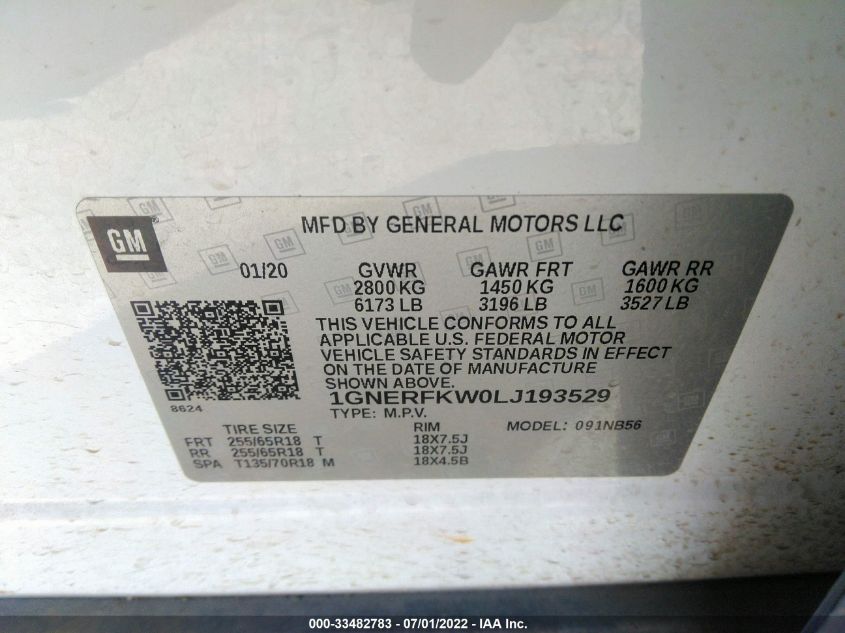 GM
MFD BY GENERAL MOTORS LLC
01/20 GVWR GAWR FRT GAWR RR
2800 KG 1450 KG 1600 KG
6173 LB 3196 LB 3527 LB
THIS VEHICLE CONFORMS TO ALL
APPLICABLE U.S. FEDERAL MOTOR
VEHICLE SAFETY STANDARDS IN EFFECT
ON THE DATE OF MANUFACTURE
SHOWN ABOVE.
8624
1GNERFKW0LJ193529
TYPE: M.P.V.
TIRE SIZE RIM MODEL: 091NB56
FRT 255/65R18 T 18X7.5J
RR 255/65R18 T 18X7.5J
SPA T135/70R18 M 18X4.5B
000-33482783 - 07/01/2022 - IAA Inc.